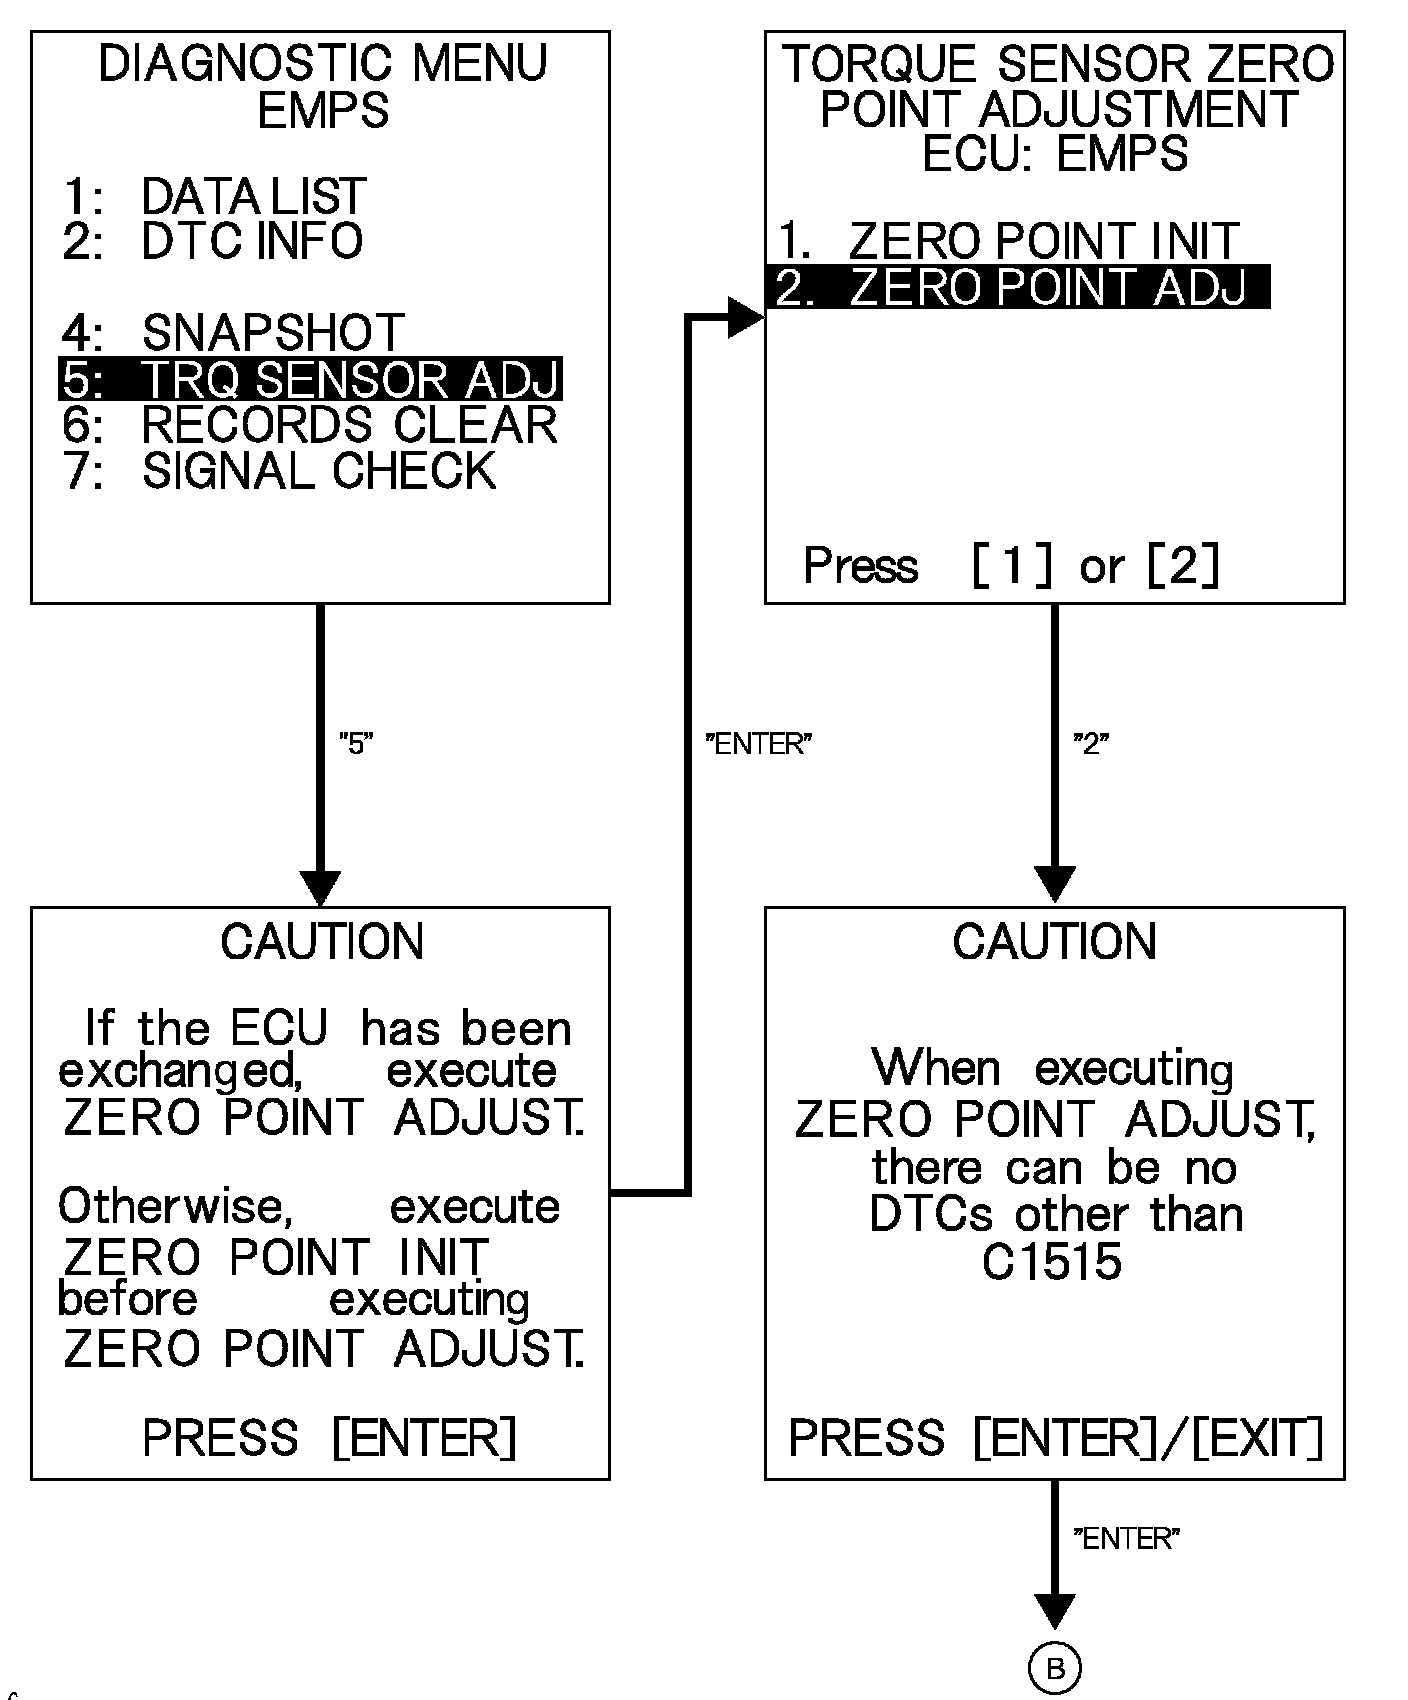 DIAGNOSTIC MENU
EMPS
1: DATA LIST
2: DTC INFO
4: SNAPSHOT
5: TRQ SENSOR ADJ
6: RECORDS CLEAR
7: SIGNAL CHECK
"5"
CAUTION
If the ECU has been
exchanged, execute
ZERO POINT ADJUST.
Otherwise, execute
ZERO POINT INIT
before executing
ZERO POINT ADJUST.
PRESS [ENTER]
"ENTER"
TORQUE SENSOR ZERO
POINT ADJUSTMENT
ECU: EMPS
1. ZERO POINT INIT
2. ZERO POINT ADJ
Press [1] or [2]
"2"
CAUTION
When executing
ZERO POINT ADJUST,
there can be no
DTCs other than
C1515
PRESS [ENTER]/[EXIT]
"ENTER"
B